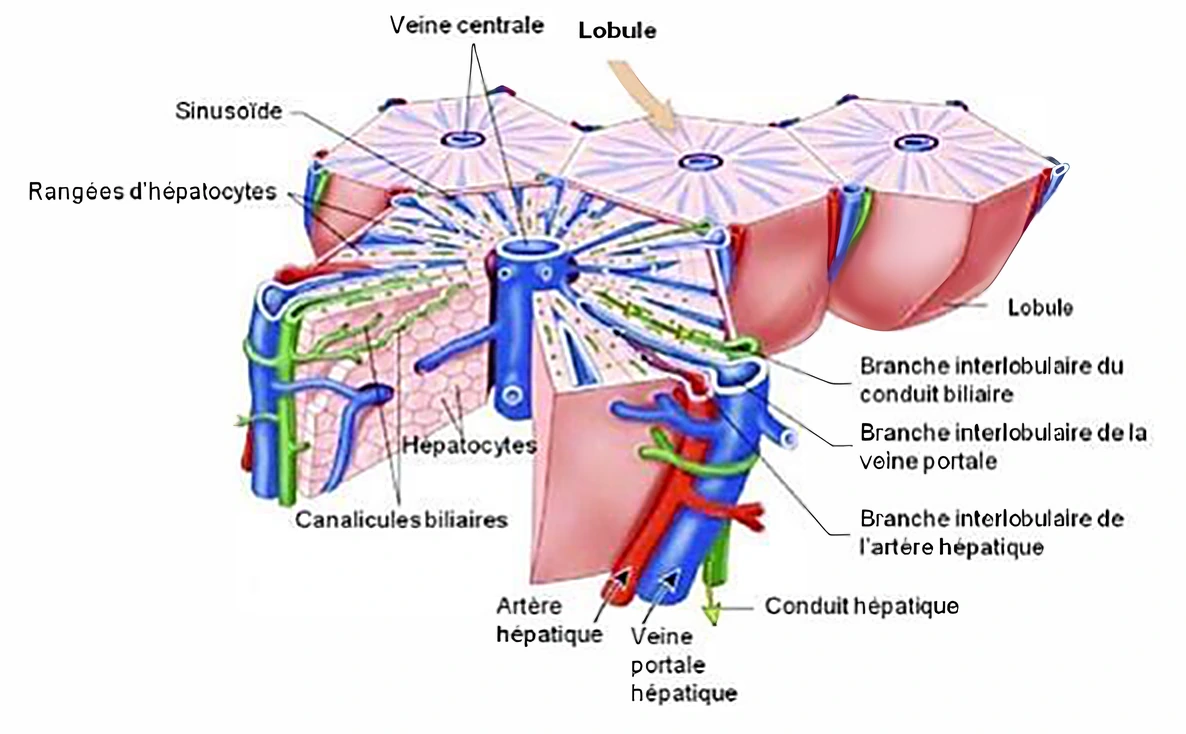 Veine centrale
Lobule
Sinusoïde
Rangées d'hépatocytes
Lobule
Branche interlobulaire du
conduit biliaire
Branche interlobulaire de la
veine portale
Hépatocytes
Canalicules biliaires
Branche interlobulaire de
l'artère hépatique
Artère
hépatique
Veine
portale
hépatique
Conduit hépatique